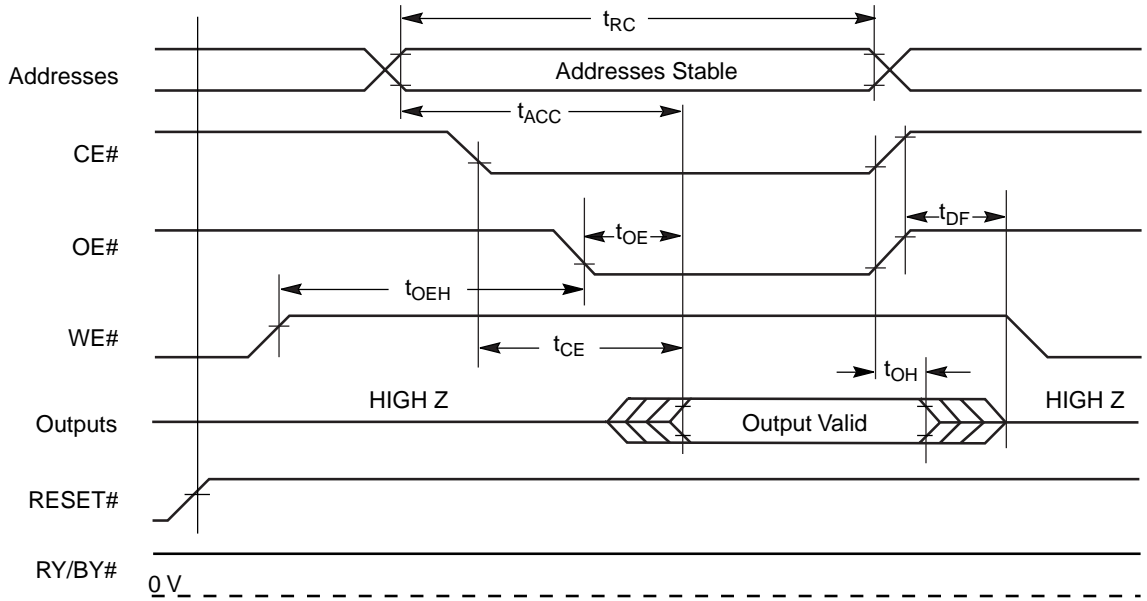 tRC
Addresses
Addresses Stable
tACC
CE#
tDF
OE#
tOE
tOEH
WE#
tCE
tOH
HIGH Z
HIGH Z
Outputs
Output Valid
RESET#
RY/BY#
0 V